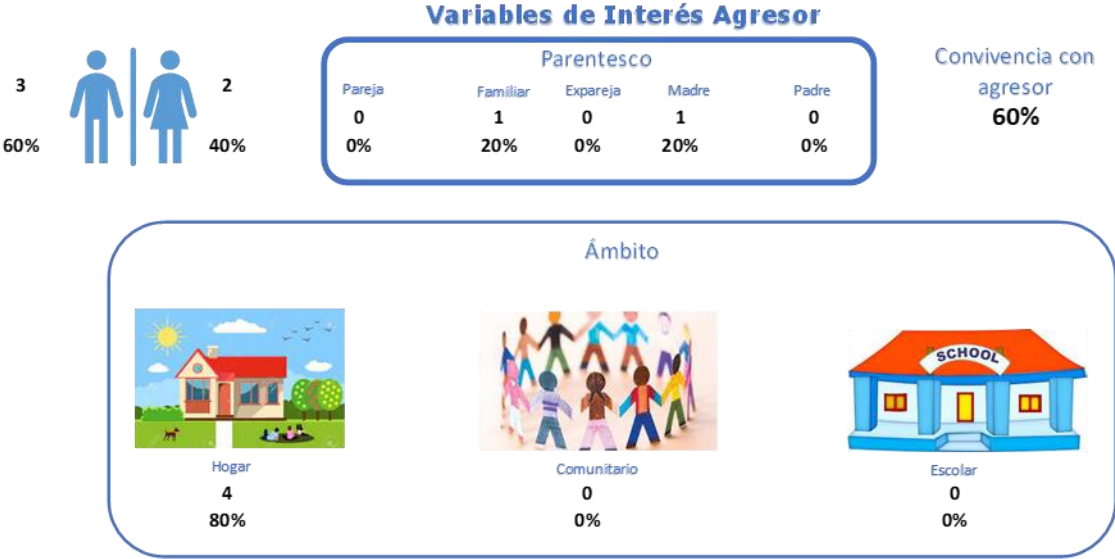 Variables de Interés Agresor
3
60%
2
40%
Parentesco
Pareja Familiar Expareja Madre Padre
0 1 0 1 0
0% 20% 0% 20% 0%
Convivencia con
agresor
60%
Ámbito
SCHOOL
Hogar Comunitario Escolar
4 0 0
80% 0% 0%